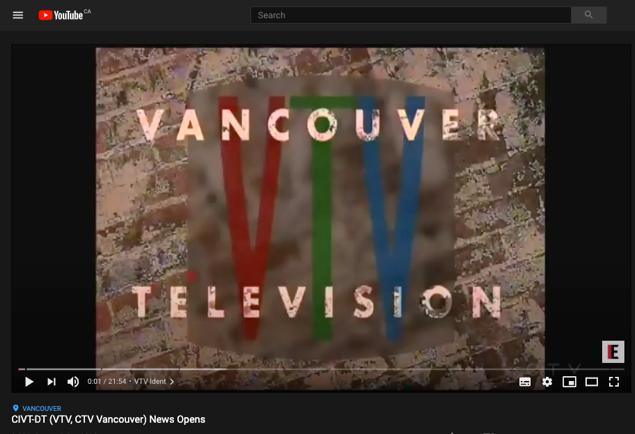 YouTube CA
Search
VANCOUVER
VTV
TELEVISION
E
0:01 / 21:54 • VTV Ident
VANCOUVER
CIVT-DT (VTV, CTV Vancouver) News Opens